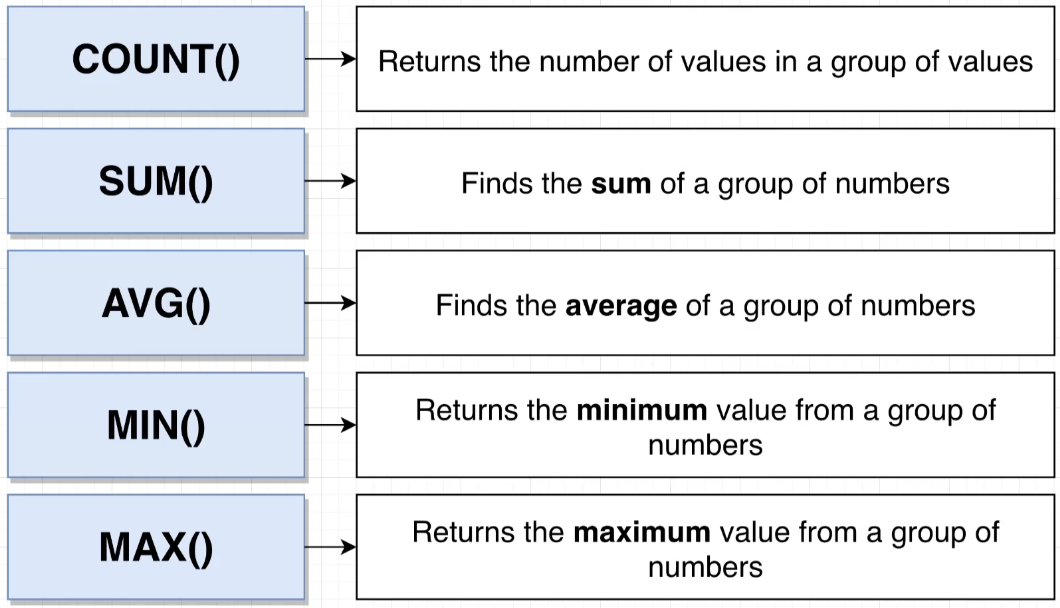 COUNT()
Returns the number of values in a group of values
SUM()
Finds the sum of a group of numbers
AVG()
Finds the average of a group of numbers
MIN()
Returns the minimum value from a group of
numbers
MAX()
Returns the maximum value from a group of
numbers